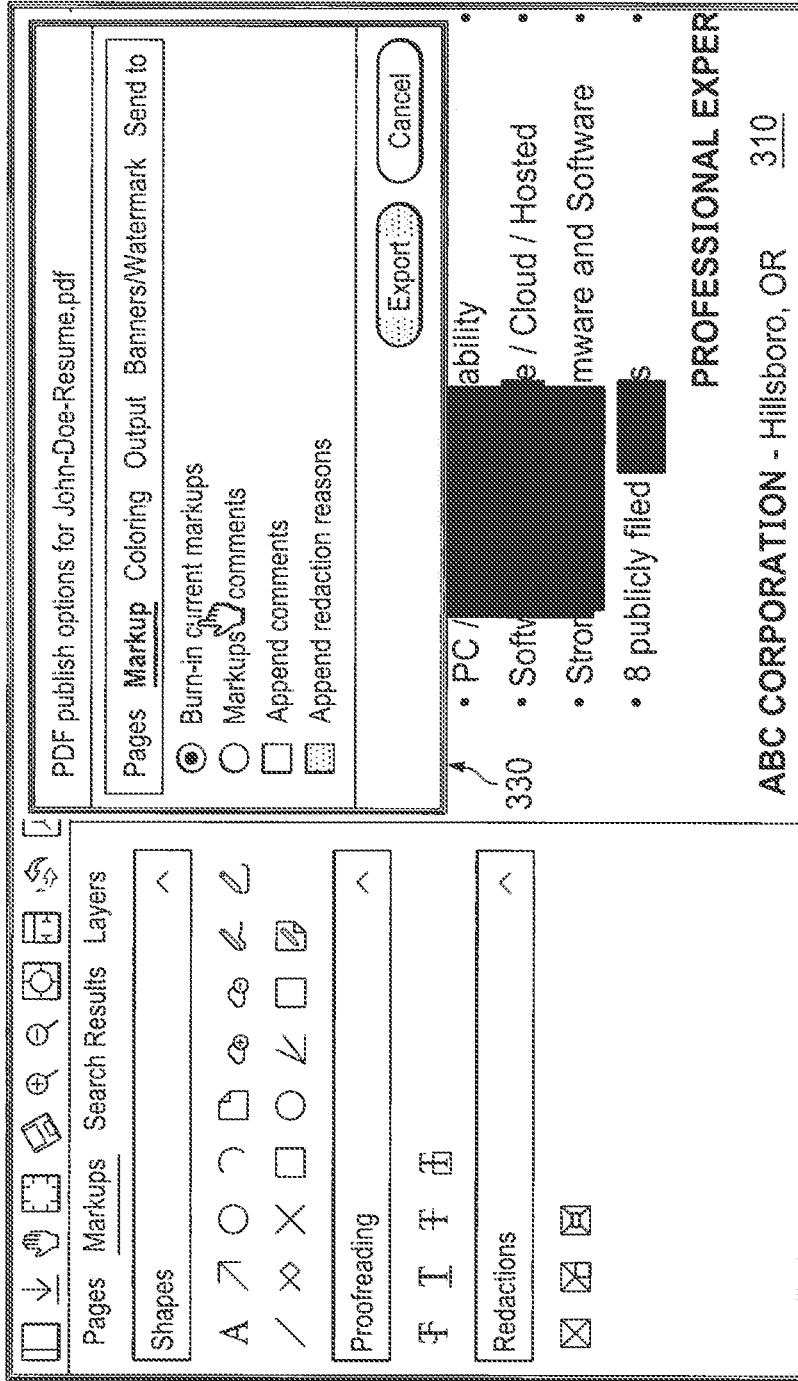 Pages Markups Search Results Layers
Shapes
Proofreading
Redactions
PDF publish options for John-Doe-Resume.pdf
Pages Markup Coloring Output Banners/Watermark Send to
Burn-in current markups
Markups comments
Append comments
Append redaction reasons
Export Cancel
330
• PC / ability
• Softw e / Cloud / Hosted
• Stron mware and Software
• 8 publicly filed s
PROFESSIONAL EXPER
ABC CORPORATION - Hillsboro, OR 310